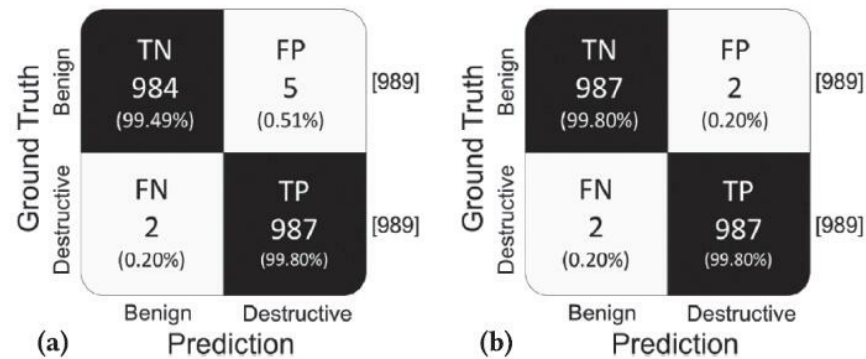 Ground Truth
Benign
Destructive
TN
984
(99.49%)
FP
5
(0.51%)
[989]
FN
2
(0.20%)
TP
987
(99.80%)
[989]
Benign
Destructive
(a)
Prediction
Ground Truth
Benign
Destructive
TN
987
(99.80%)
FP
2
(0.20%)
[989]
FN
2
(0.20%)
TP
987
(99.80%)
[989]
Benign
Destructive
(b)
Prediction